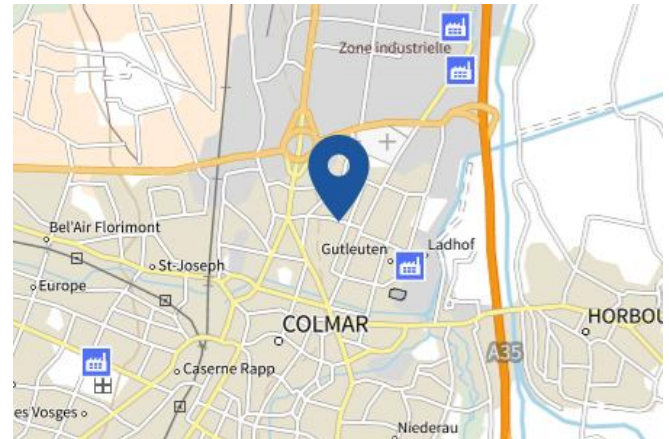 Zone industrielle
Bel'Air Florimont
St-Joseph
Gutleuten
Ladhof
Europe
COLMAR
HORBOU
A35
Caserne Rapp
es Vosges
Niederau